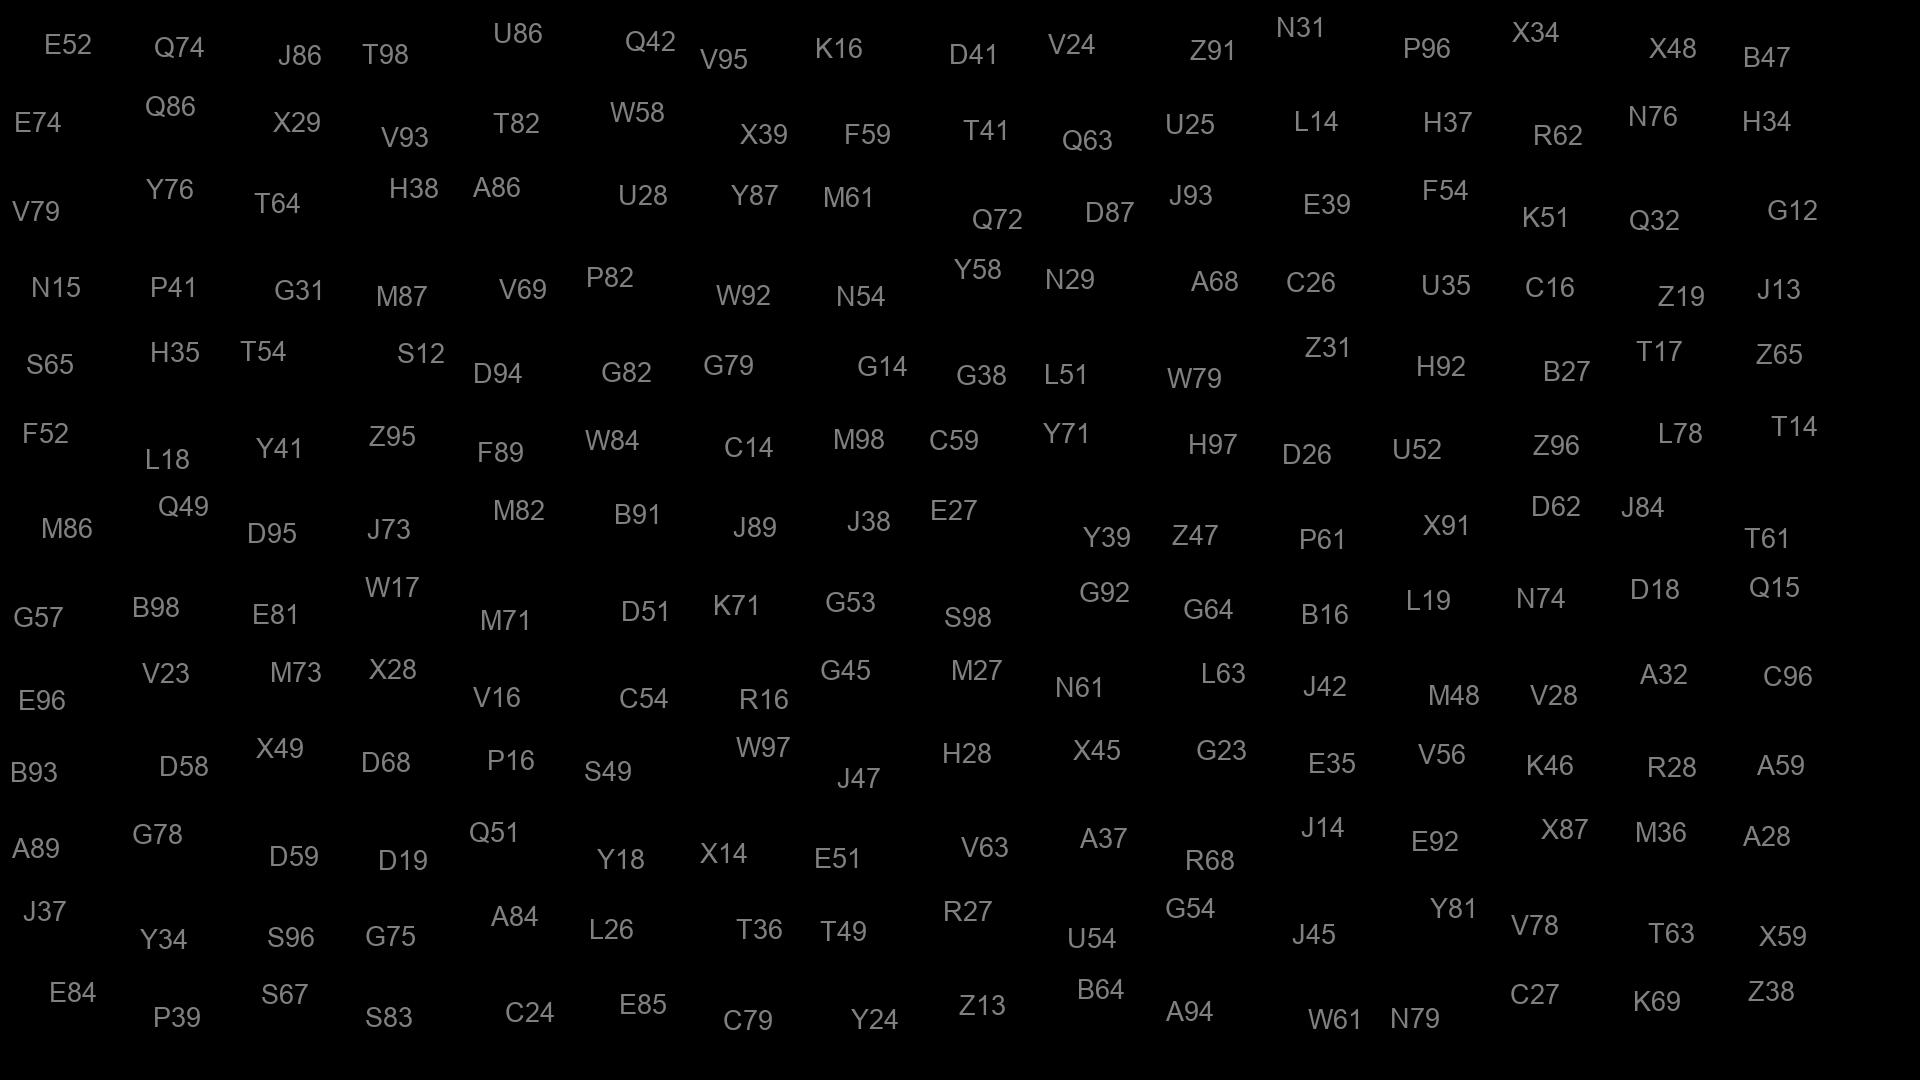 E52 Q74 J86 T98 U86 Q42 V95 K16 D41 V24 Z91 N31 P96 X34 X48 B47
E74 Q86 X29 V93 T82 W58 X39 F59 T41 Q63 U25 L14 H37 R62 N76 H34
V79 Y76 T64 H38 A86 U28 Y87 M61 Q72 D87 J93 E39 F54 K51 Q32 G12
N15 P41 G31 M87 V69 P82 W92 N54 Y58 N29 A68 C26 U35 C16 Z19 J13
S65 H35 T54 S12 D94 G82 G79 G14 G38 L51 W79 Z31 H92 B27 T17 Z65
F52 L18 Y41 Z95 F89 W84 C14 M98 C59 Y71 H97 D26 U52 Z96 L78 T14
M86 Q49 D95 J73 M82 B91 J89 J38 E27 Y39 Z47 P61 X91 D62 J84 T61
G57 B98 E81 W17 M71 D51 K71 G53 S98 G92 G64 B16 L19 N74 D18 Q15
E96 V23 M73 X28 V16 C54 R16 G45 M27 N61 L63 J42 M48 V28 A32 C96
B93 D58 X49 D68 P16 S49 W97 J47 H28 X45 G23 E35 V56 K46 R28 A59
A89 G78 D59 D19 Q51 Y18 X14 E51 V63 A37 R68 J14 E92 X87 M36 A28
J37 Y34 S96 G75 A84 L26 T36 T49 R27 U54 G54 J45 Y81 V78 T63 X59
E84 P39 S67 S83 C24 E85 C79 Y24 Z13 B64 A94 W61 N79 C27 K69 Z38